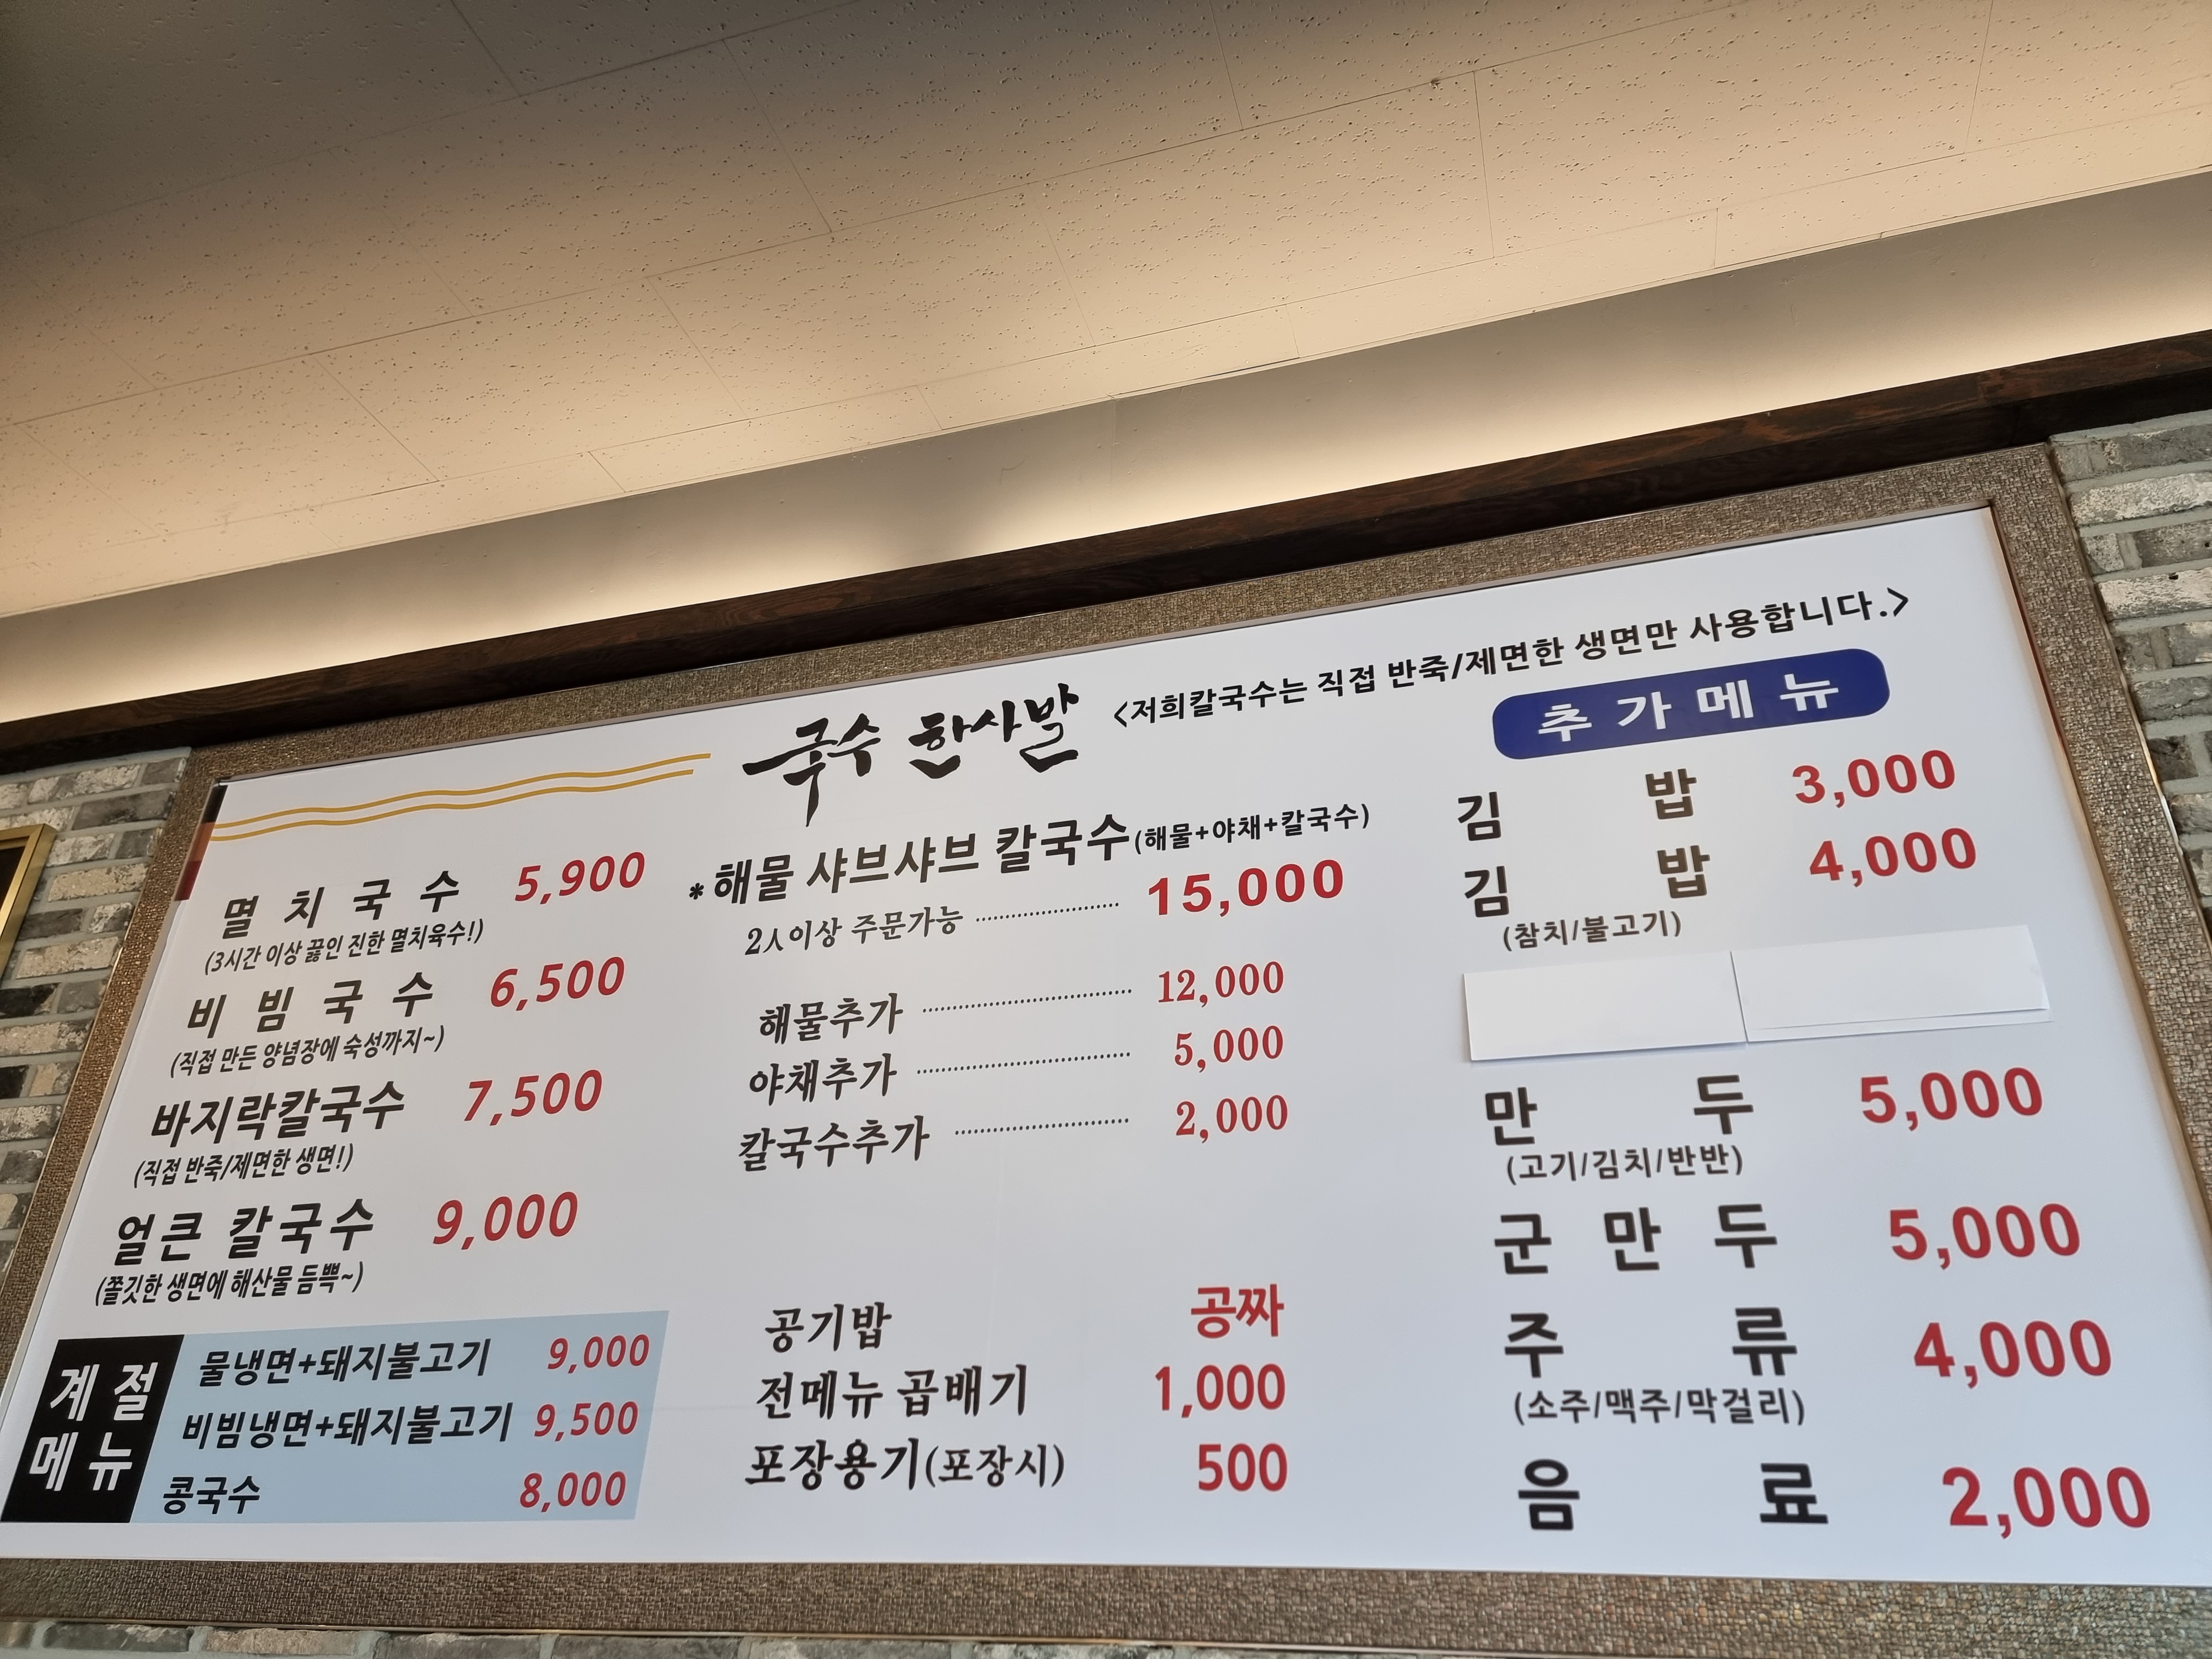 국수 한사발 <저희칼국수는 직접 반죽/제면한 생면만 사용합니다.>
멸치국수 5,900
(3시간 이상 끓인 진한 멸치육수!)
비빔국수 6,500
(직접 만든 양념장에 숙성까지~)
바지락칼국수 7,500
(직접 반죽/제면한 생면!)
얼큰 칼국수 9,000
(쫄깃한 생면에 해산물 듬뿍~)
계절
메뉴
물냉면+돼지불고기 9,000
비빔냉면+돼지불고기 9,500
콩국수 8,000
*해물 샤브샤브 칼국수(해물+야채+칼국수)
2人이상 주문가능 15,000
해물추가 12,000
야채추가 5,000
칼국수추가 2,000
공기밥 공짜
전메뉴 곱배기 1,000
포장용기(포장시) 500
추가메뉴
김밥 3,000
김밥 4,000
(참치/불고기)
만두 5,000
(고기/김치/반반)
군만두 5,000
주류 4,000
(소주/맥주/막걸리)
음료 2,000